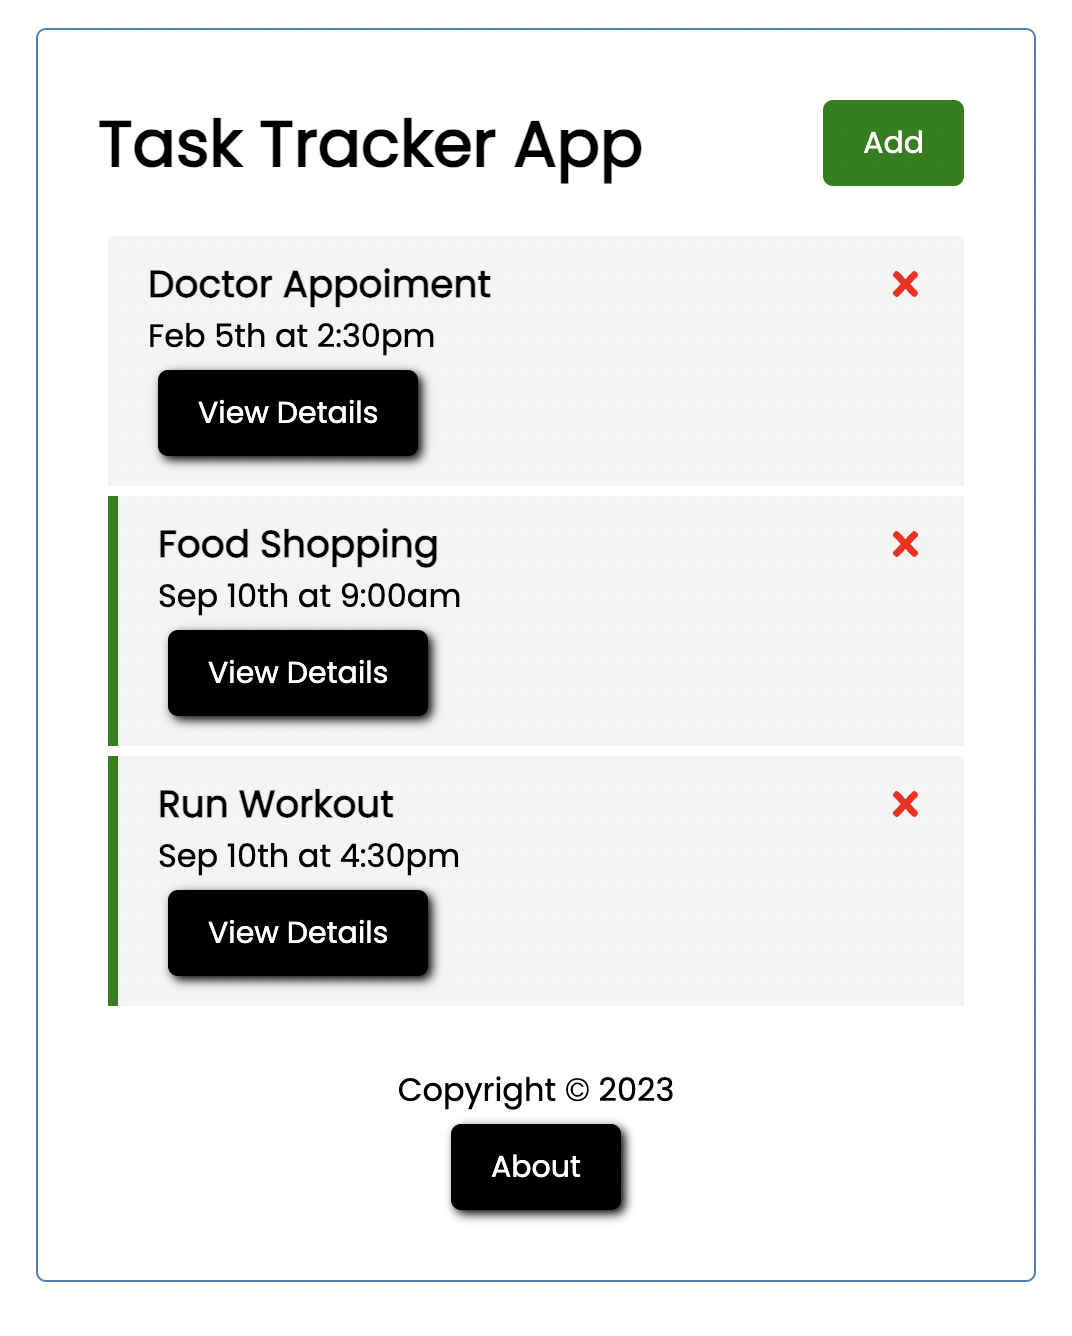 Task Tracker App
Add
Doctor Appoiment
Feb 5th at 2:30pm
View Details
Food Shopping
Sep 10th at 9:00am
View Details
Run Workout
Sep 10th at 4:30pm
View Details
Copyright © 2023
About